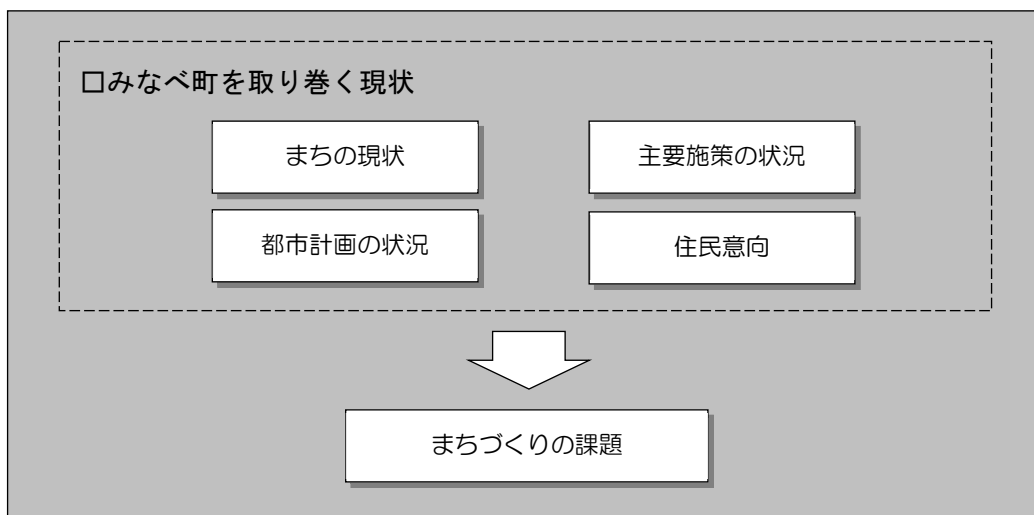 □みなべ町を取り巻く現状
まちの現状
主要施策の状況
都市計画の状況
住民意向
まちづくりの課題